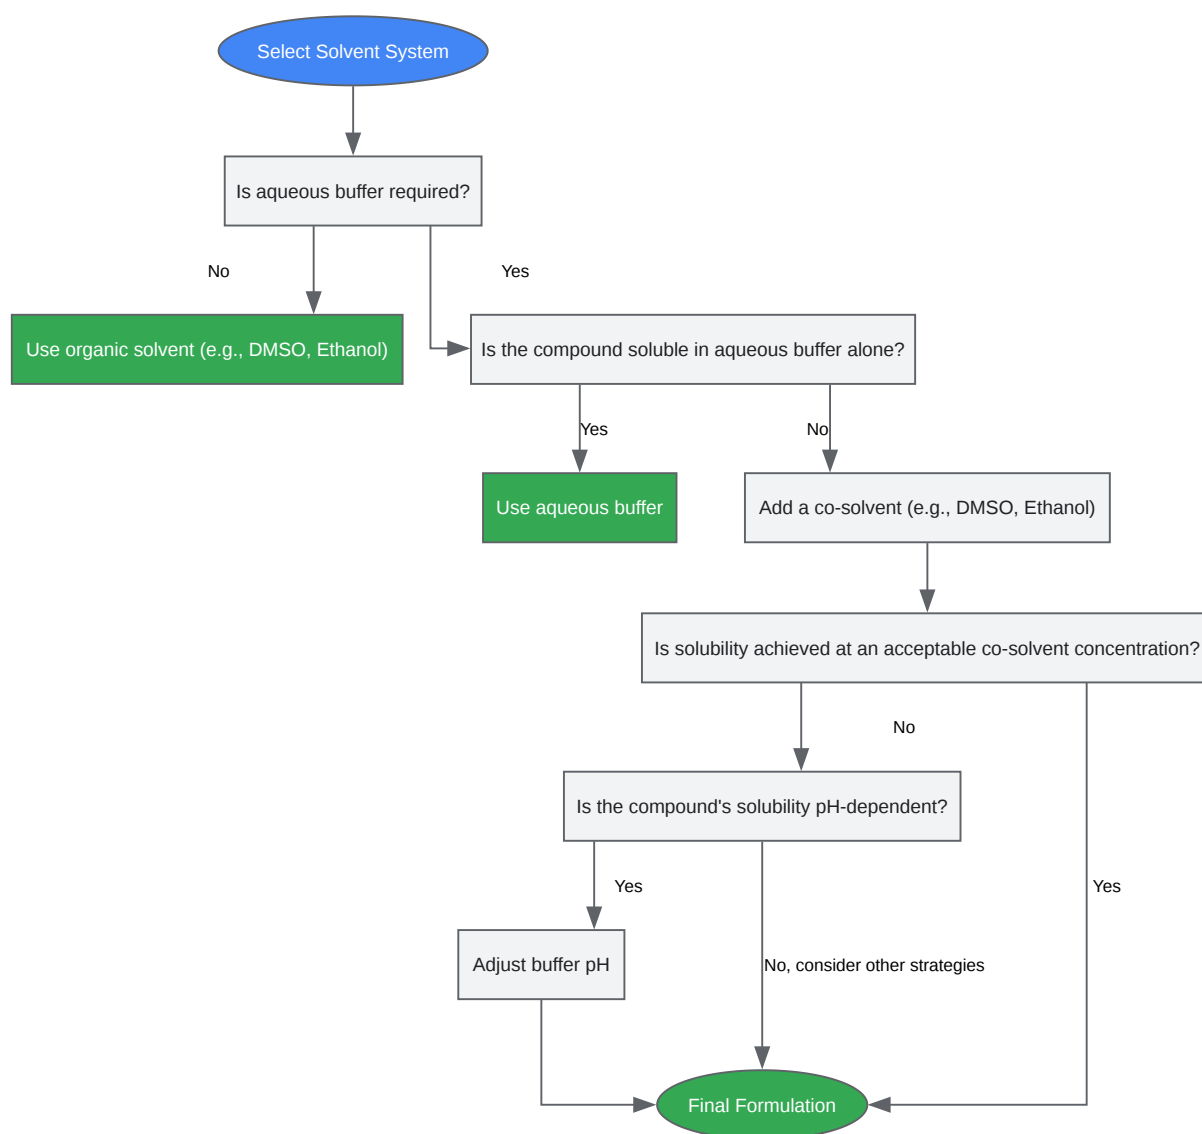 Select Solvent System
Is aqueous buffer required?
No
Yes
Use organic solvent (e.g., DMSO, Ethanol)
Is the compound soluble in aqueous buffer alone?
Yes
No
Use aqueous buffer
Add a co-solvent (e.g., DMSO, Ethanol)
Is solubility achieved at an acceptable co-solvent concentration?
No
Is the compound's solubility pH-dependent?
Yes
Yes
Adjust buffer pH
No, consider other strategies
Final Formulation